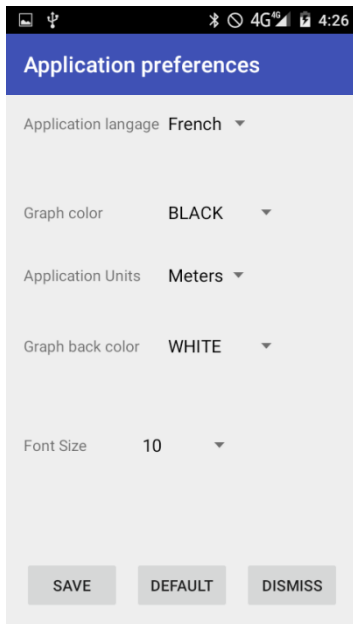 4G 4G 4:26
Application preferences
Application langage French
Graph color BLACK
Application Units Meters
Graph back color WHITE
Font Size 10
SAVE DEFAULT DISMISS